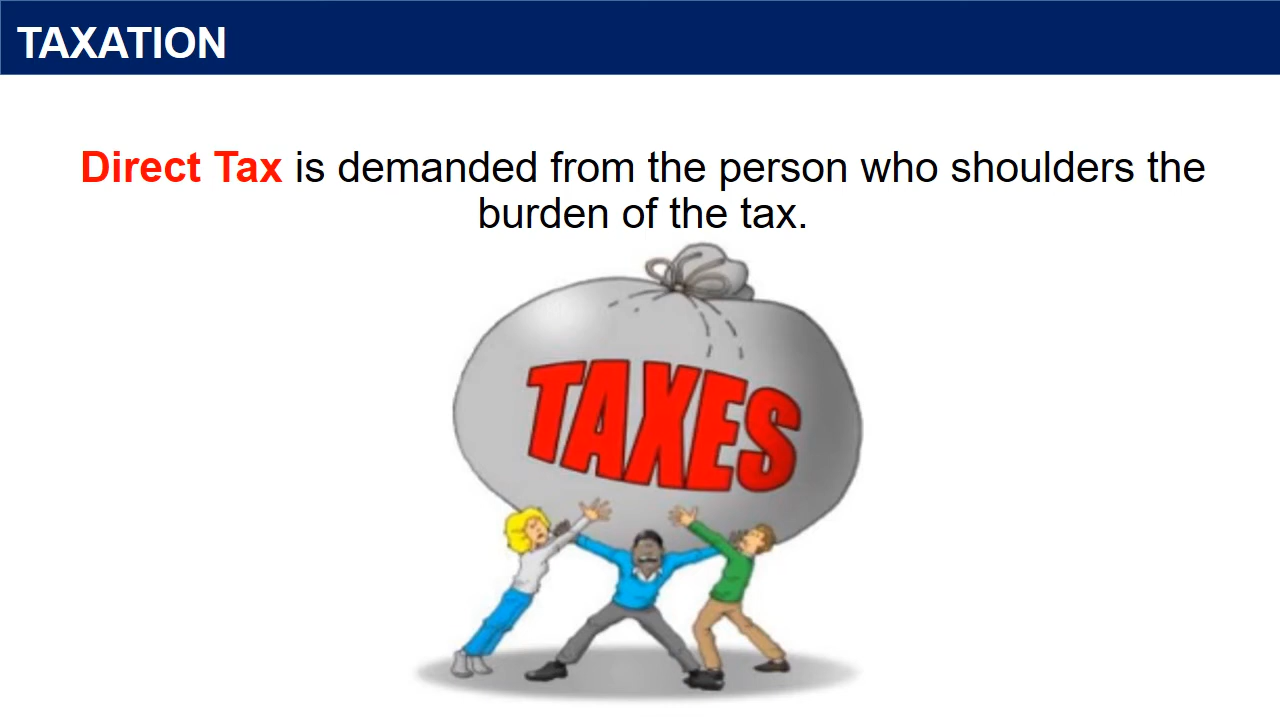 TAXATION
Direct Tax is demanded from the person who shoulders the
burden of the tax.
TAXES